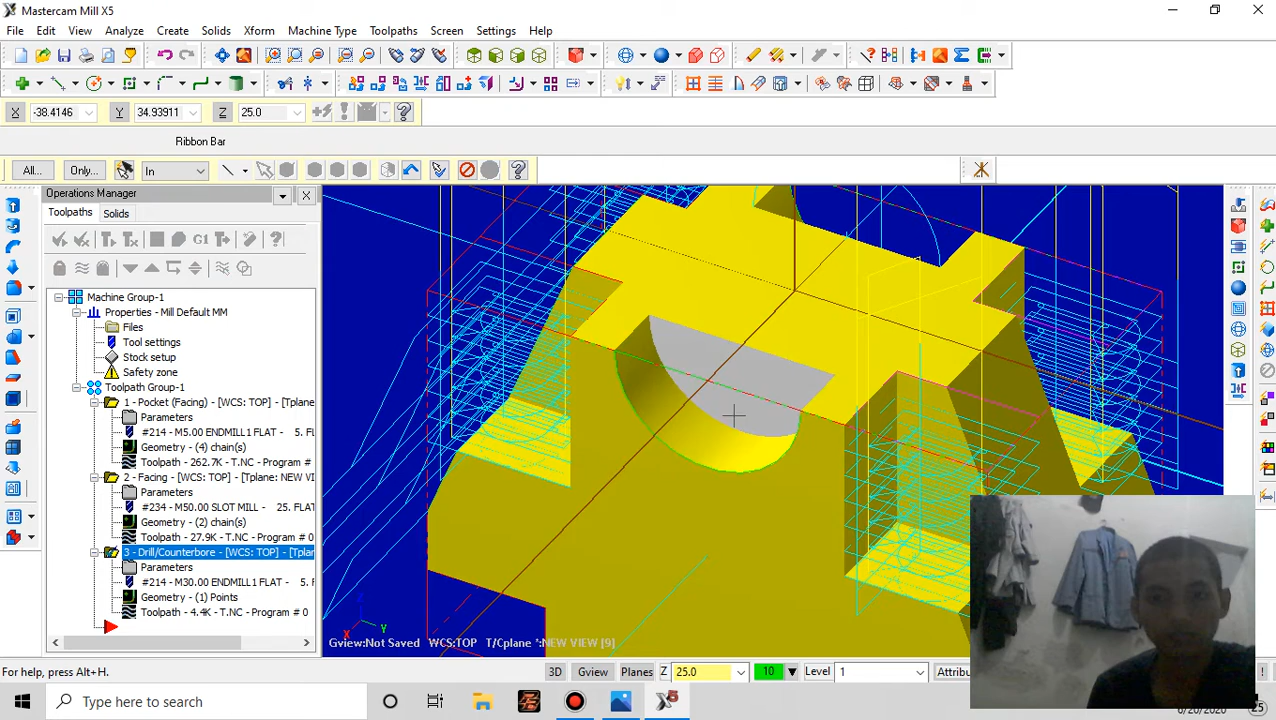 Mastercam Mill X5
File Edit View Analyze Create Solids Xform Machine Type Toolpaths Screen Settings Help
X -38.4146 Y 34.93911 Z 25.0
Ribbon Bar
All... Only... In
Operations Manager
Toolpaths Solids
G1
Machine Group-1
Properties - Mill Default MM
Files
Tool settings
Stock setup
Safety zone
Toolpath Group-1
1 - Pocket (Facing) - [WCS: TOP] - [Tplane
Parameters
#214 - M5.00 ENDMILL1 FLAT - 5. F
Geometry - (4) chain(s)
Toolpath - 262.7K - T.NC - Program #
2 - Facing - [WCS: TOP] - [Tplane: NEW VI
Parameters
#234 - M50.00 SLOT MILL - 25. FLAT
Geometry - (2) chain(s)
Toolpath - 27.9K - T.NC - Program # 0
3 - Drill/Counterbore - [WCS: TOP] - [Tplar
Parameters
#214 - M30.00 ENDMILL1 FLAT - 5.
Geometry - (1) Points
Toolpath - 4.4K - T.NC - Program # 0
Z
X Y
Gview:Not Saved WCS:TOP T/Cplane *:NEW VIEW [9]
For help, press Alt+H.
3D Gview Planes Z 25.0 10 Level 1 Attribu
Type here to search
6/20/2020
25